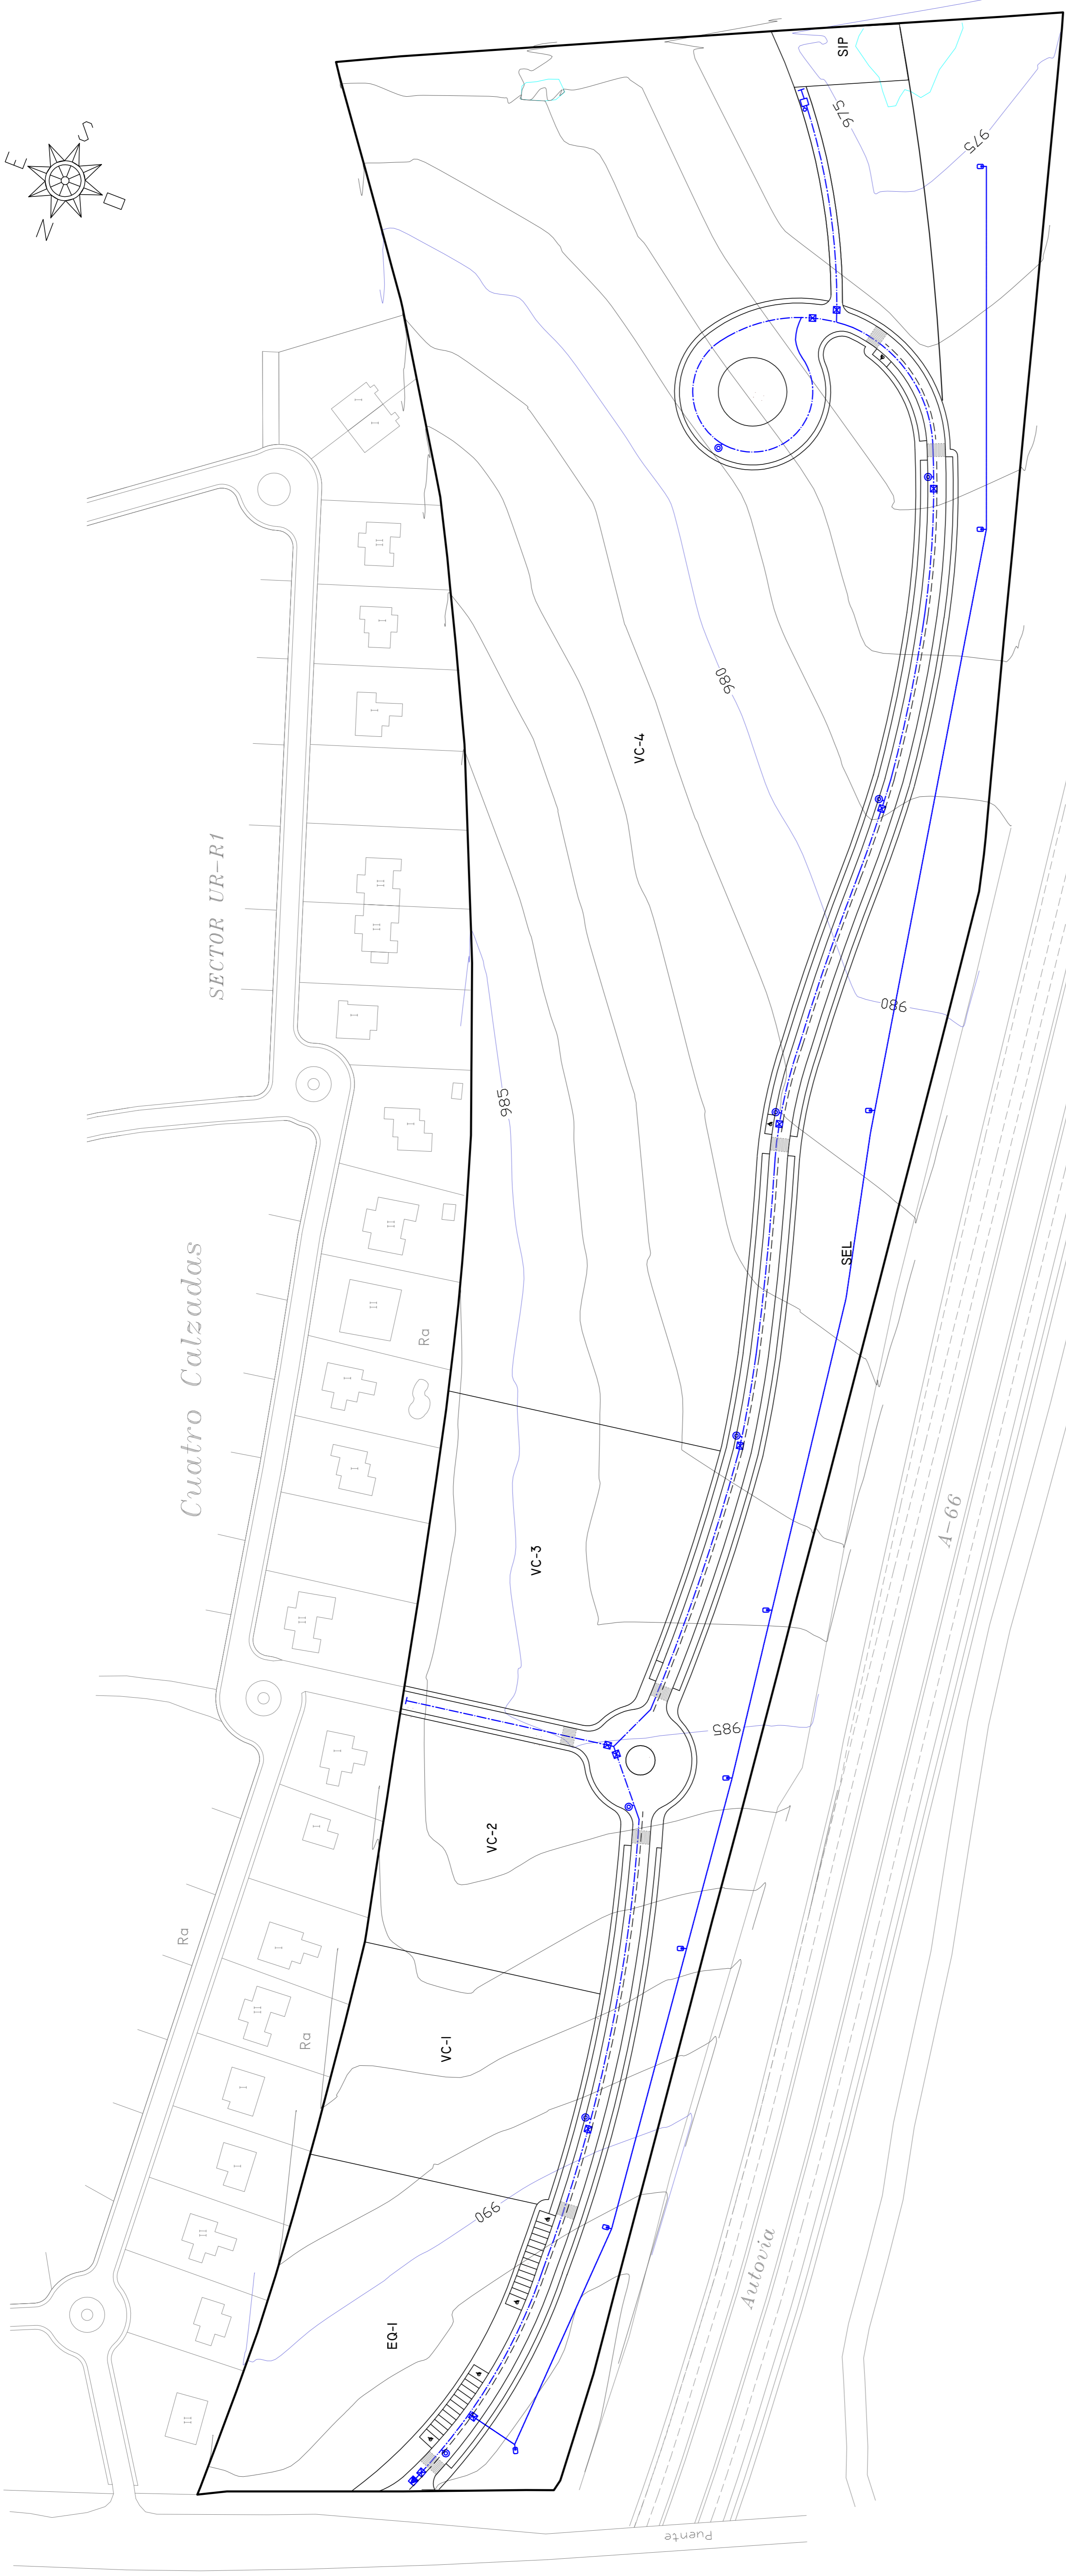 SIP
E
S
N
O
975
975
980
VC-4
SECTOR UR-R1
980
985
SEL
Cuatro Calzadas
Ra
A-66
VC-3
985
VC-2
Ra
Ra
VC-1
990
Autovia
EQ-1
Puente